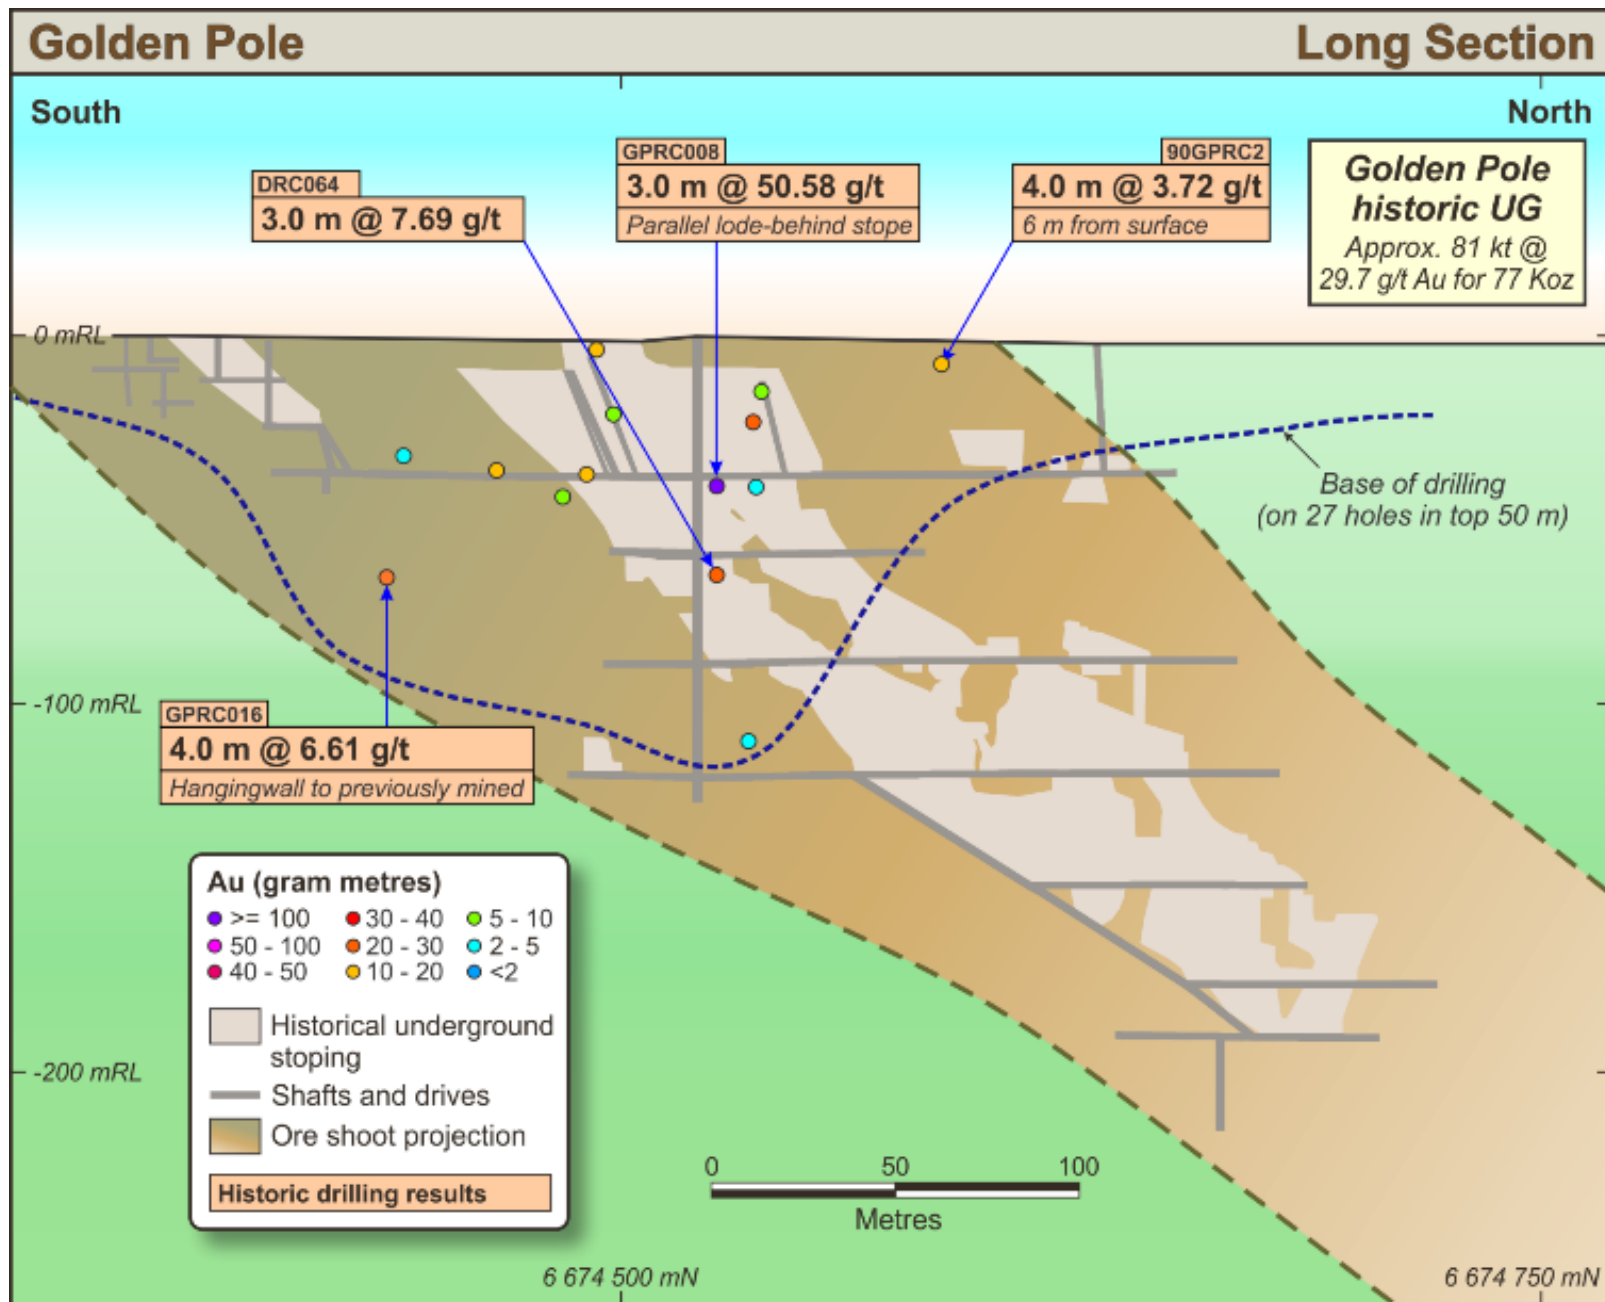 Golden Pole
Long Section
South
North
DRC064
3.0 m @ 7.69 g/t
GPRC008
3.0 m @ 50.58 g/t
Parallel lode-behind stope
90GPRC2
4.0 m @ 3.72 g/t
6 m from surface
Golden Pole
historic UG
Approx. 81 kt @
29.7 g/t Au for 77 Koz
0 mRL
Base of drilling
(on 27 holes in top 50 m)
-100 mRL
GPRC016
4.0 m @ 6.61 g/t
Hangingwall to previously mined
Au (gram metres)
>= 100
30 - 40
5 - 10
50 - 100
20 - 30
2 - 5
40 - 50
10 - 20
<2
Historical underground
stoping
Shafts and drives
Ore shoot projection
Historic drilling results
-200 mRL
0
50
100
Metres
6 674 500 mN
6 674 750 mN